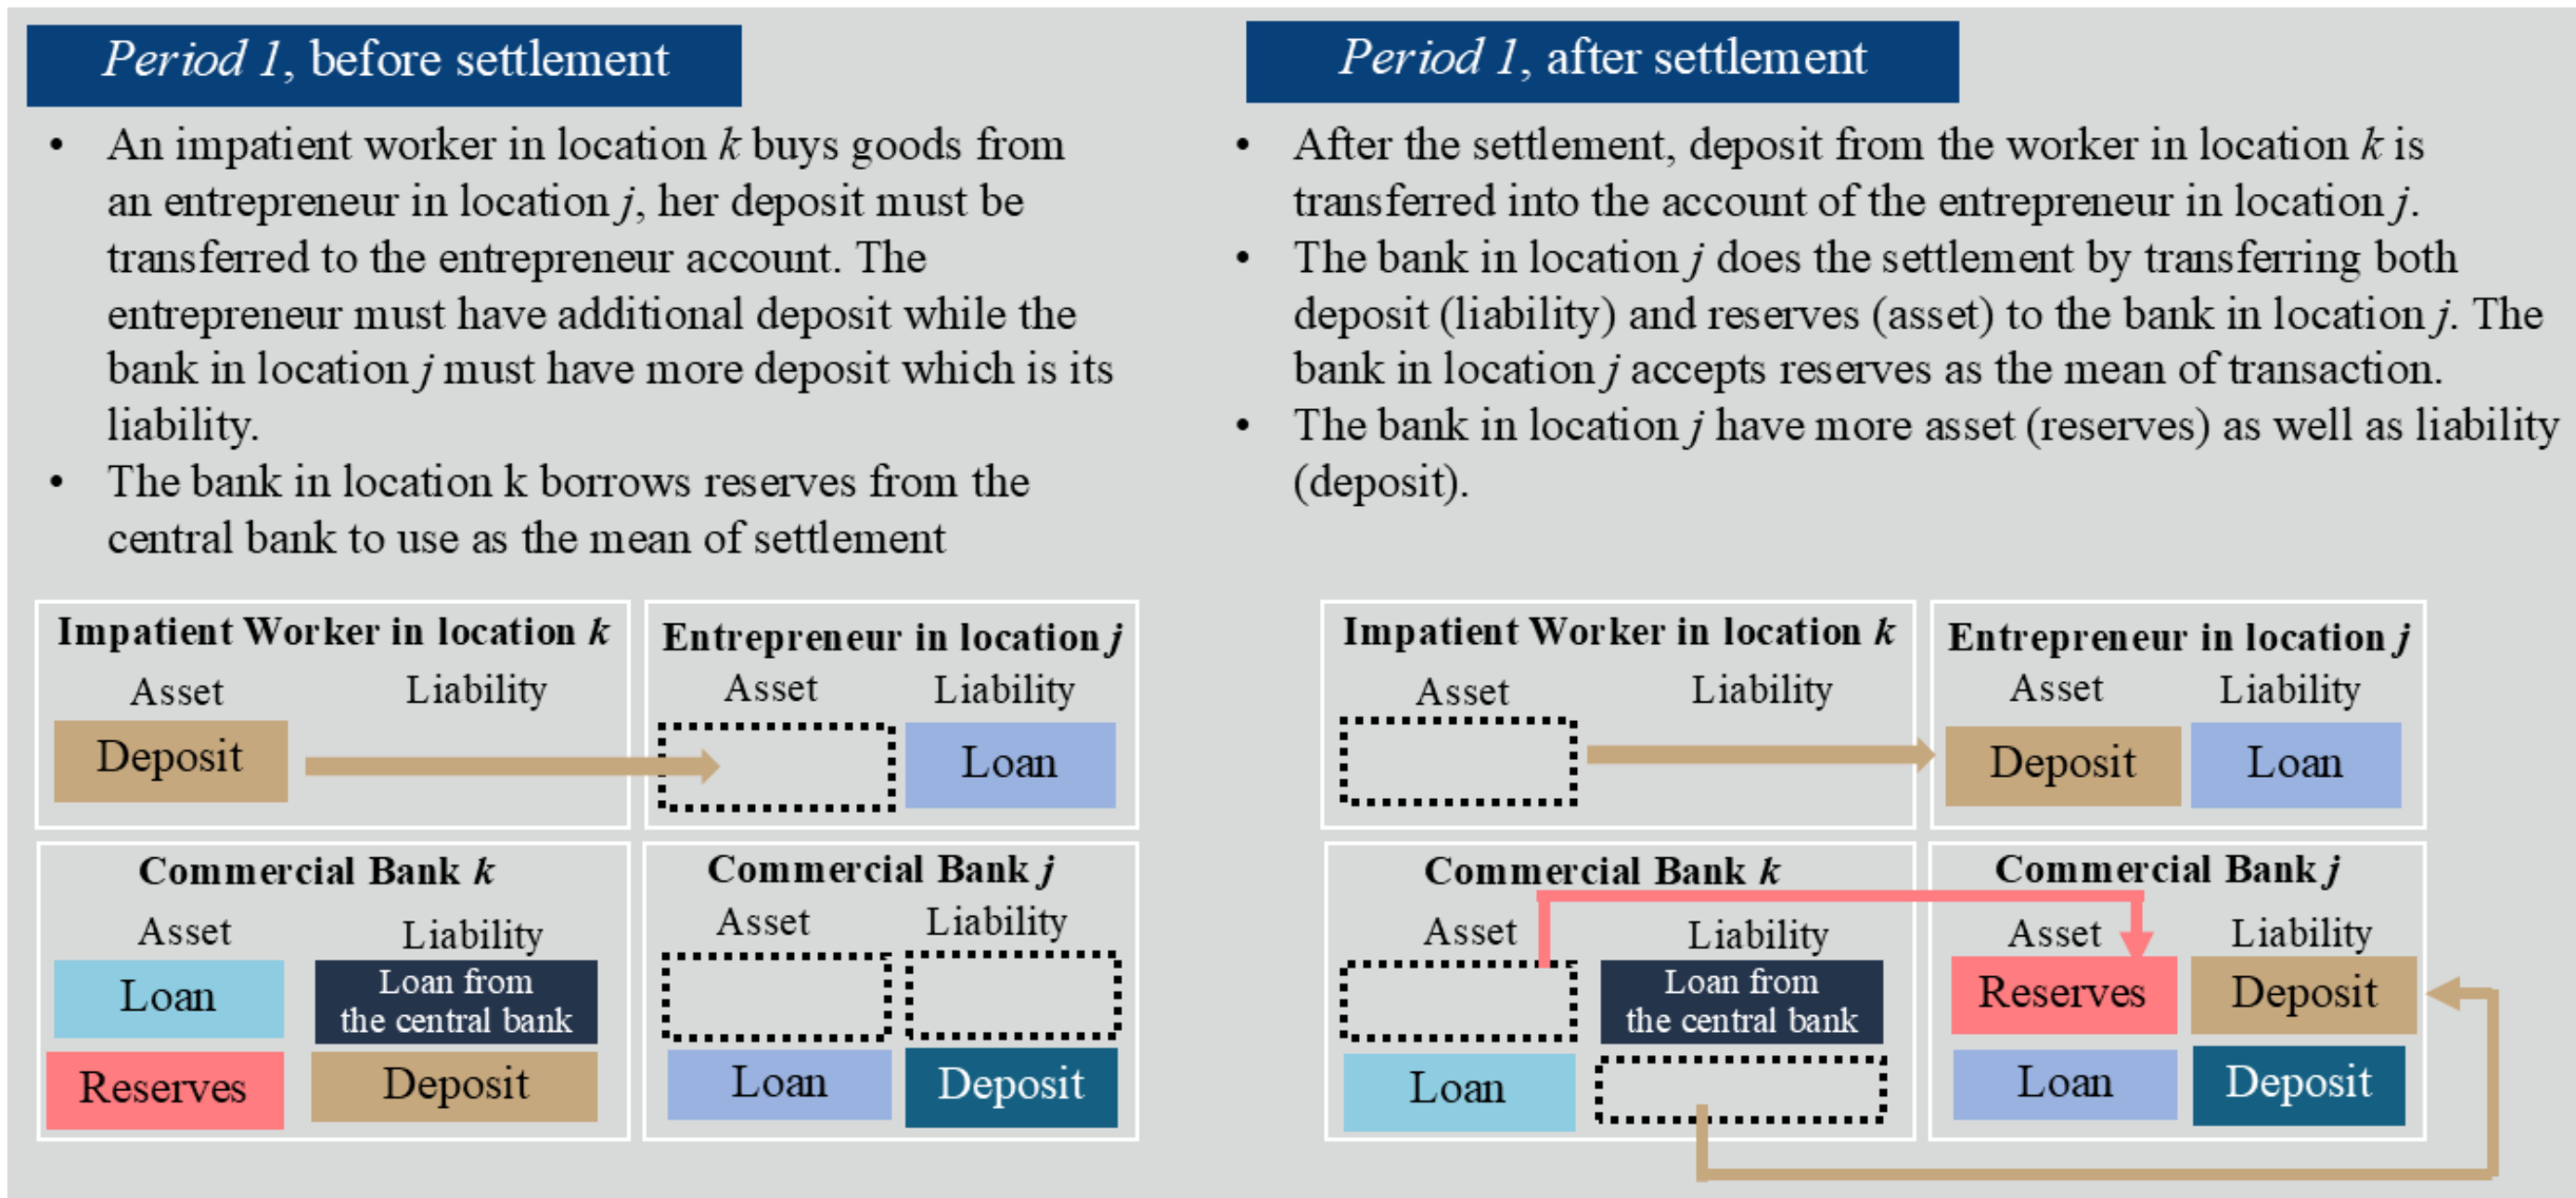 Period 1, before settlement
• An impatient worker in location k buys goods from
an entrepreneur in location j, her deposit must be
transferred to the entrepreneur account. The
entrepreneur must have additional deposit while the
bank in location j must have more deposit which is its
liability.
• The bank in location k borrows reserves from the
central bank to use as the mean of settlement
Impatient Worker in location k
Asset Liability
Deposit
Entrepreneur in location j
Asset Liability
Loan
Commercial Bank k
Asset Liability
Loan
Loan from
the central bank
Reserves Deposit
Commercial Bank j
Asset Liability
Loan Deposit
Period 1, after settlement
• After the settlement, deposit from the worker in location k is
transferred into the account of the entrepreneur in location j.
• The bank in location j does the settlement by transferring both
deposit (liability) and reserves (asset) to the bank in location j. The
bank in location j accepts reserves as the mean of transaction.
• The bank in location j have more asset (reserves) as well as liability
(deposit).
Impatient Worker in location k
Asset Liability
Entrepreneur in location j
Asset Liability
Deposit Loan
Commercial Bank k
Asset Liability
Loan from
the central bank
Loan
Commercial Bank j
Asset Liability
Reserves Deposit
Loan Deposit